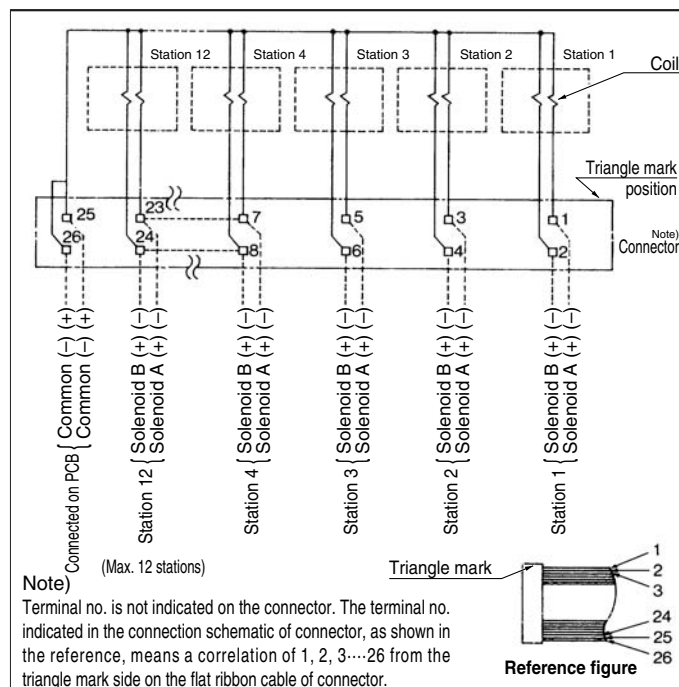 Station 12
Station 4
Station 3
Station 2
Station 1
Coil
Triangle mark
position
25
23
7
5
3
1
26
24
8
6
4
2
Note)
Connector
Connected on PCB
Common (–) (+)
Common (–) (+)
Station 12
Solenoid B (+) (–)
Solenoid A (+) (–)
Station 4
Solenoid B (+) (–)
Solenoid A (+) (–)
Station 3
Solenoid B (+) (–)
Solenoid A (+) (–)
Station 2
Solenoid B (+) (–)
Solenoid A (+) (–)
Station 1
Solenoid B (+) (–)
Solenoid A (+) (–)
(Max. 12 stations)
Note)
Terminal no. is not indicated on the connector. The terminal no.
indicated in the connection schematic of connector, as shown in
the reference, means a correlation of 1, 2, 3····26 from the
triangle mark side on the flat ribbon cable of connector.
Triangle mark
1
2
3
24
25
26
Reference figure